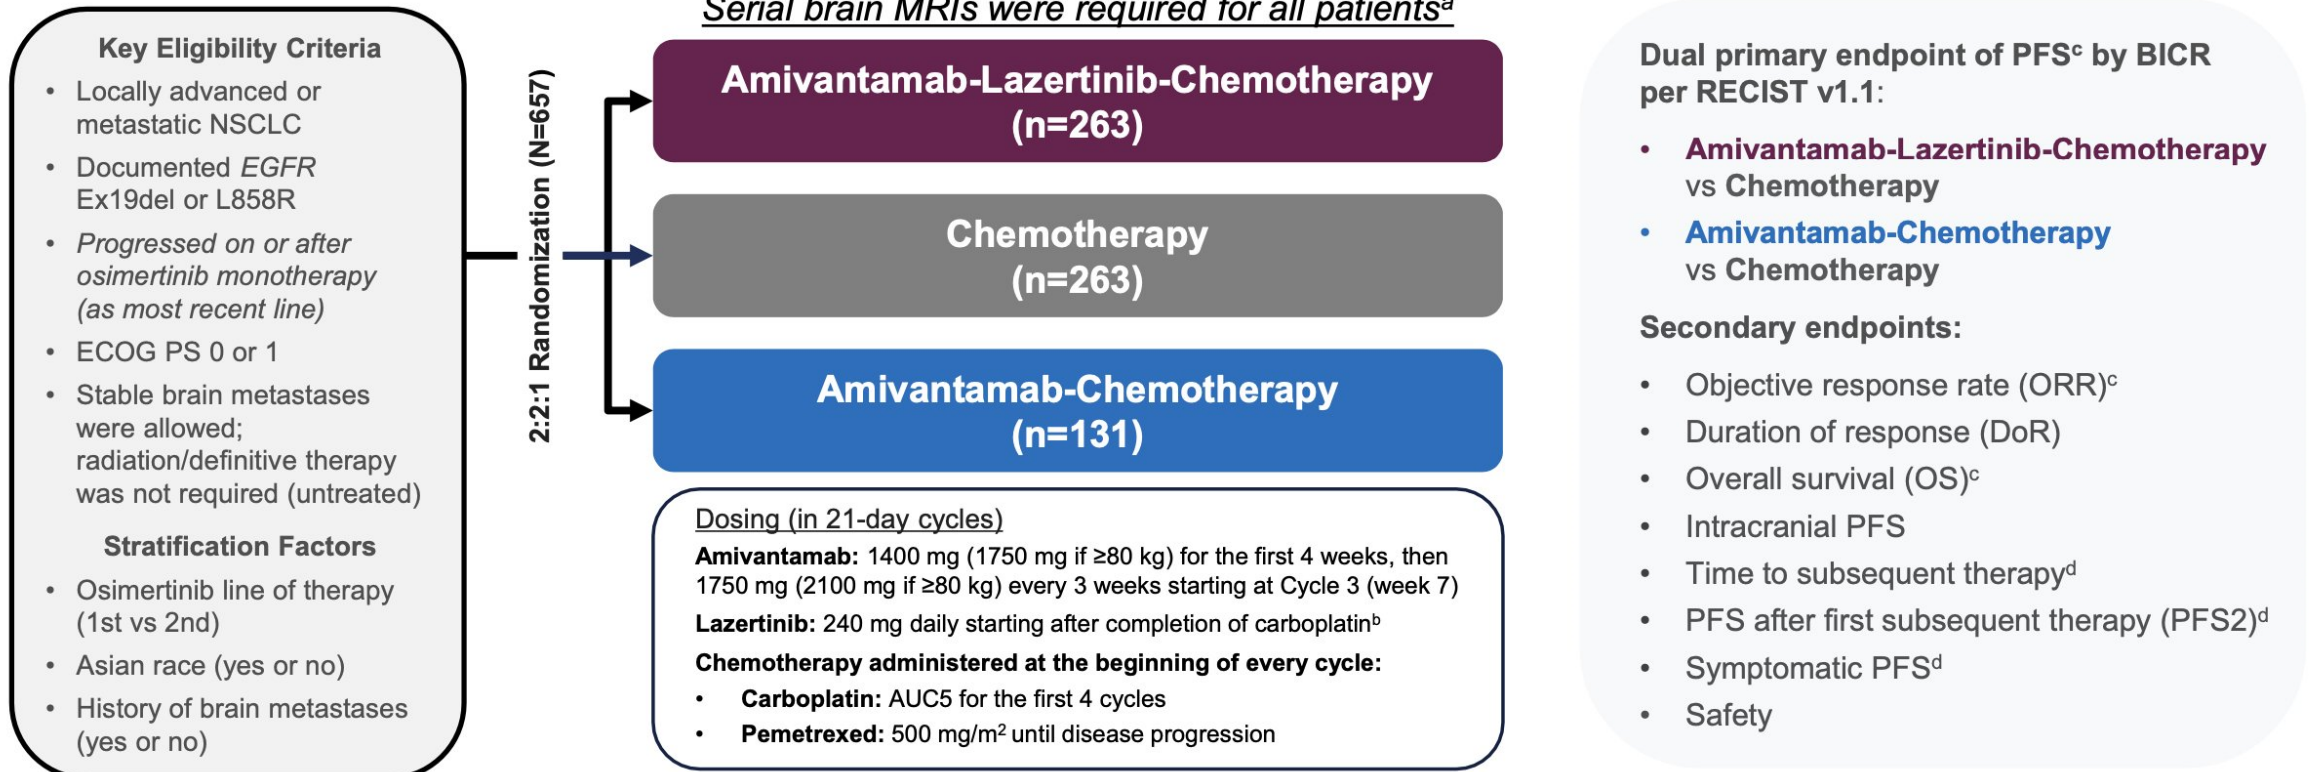 Serial brain MRIs were required for all patientsᵃ
Key Eligibility Criteria
• Locally advanced or
metastatic NSCLC
• Documented EGFR
Ex19del or L858R
• Progressed on or after
osimertinib monotherapy
(as most recent line)
• ECOG PS 0 or 1
• Stable brain metastases
were allowed;
radiation/definitive therapy
was not required (untreated)
Stratification Factors
• Osimertinib line of therapy
(1st vs 2nd)
• Asian race (yes or no)
• History of brain metastases
(yes or no)
2:2:1 Randomization (N=657)
Amivantamab-Lazertinib-Chemotherapy
(n=263)
Chemotherapy
(n=263)
Amivantamab-Chemotherapy
(n=131)
Dosing (in 21-day cycles)
Amivantamab: 1400 mg (1750 mg if ≥80 kg) for the first 4 weeks, then
1750 mg (2100 mg if ≥80 kg) every 3 weeks starting at Cycle 3 (week 7)
Lazertinib: 240 mg daily starting after completion of carboplatinᵇ
Chemotherapy administered at the beginning of every cycle:
• Carboplatin: AUC5 for the first 4 cycles
• Pemetrexed: 500 mg/m² until disease progression
Dual primary endpoint of PFSᶜ by BICR
per RECIST v1.1:
• Amivantamab-Lazertinib-Chemotherapy
vs Chemotherapy
• Amivantamab-Chemotherapy
vs Chemotherapy
Secondary endpoints:
• Objective response rate (ORR)ᶜ
• Duration of response (DoR)
• Overall survival (OS)ᶜ
• Intracranial PFS
• Time to subsequent therapyᵈ
• PFS after first subsequent therapy (PFS2)ᵈ
• Symptomatic PFSᵈ
• Safety